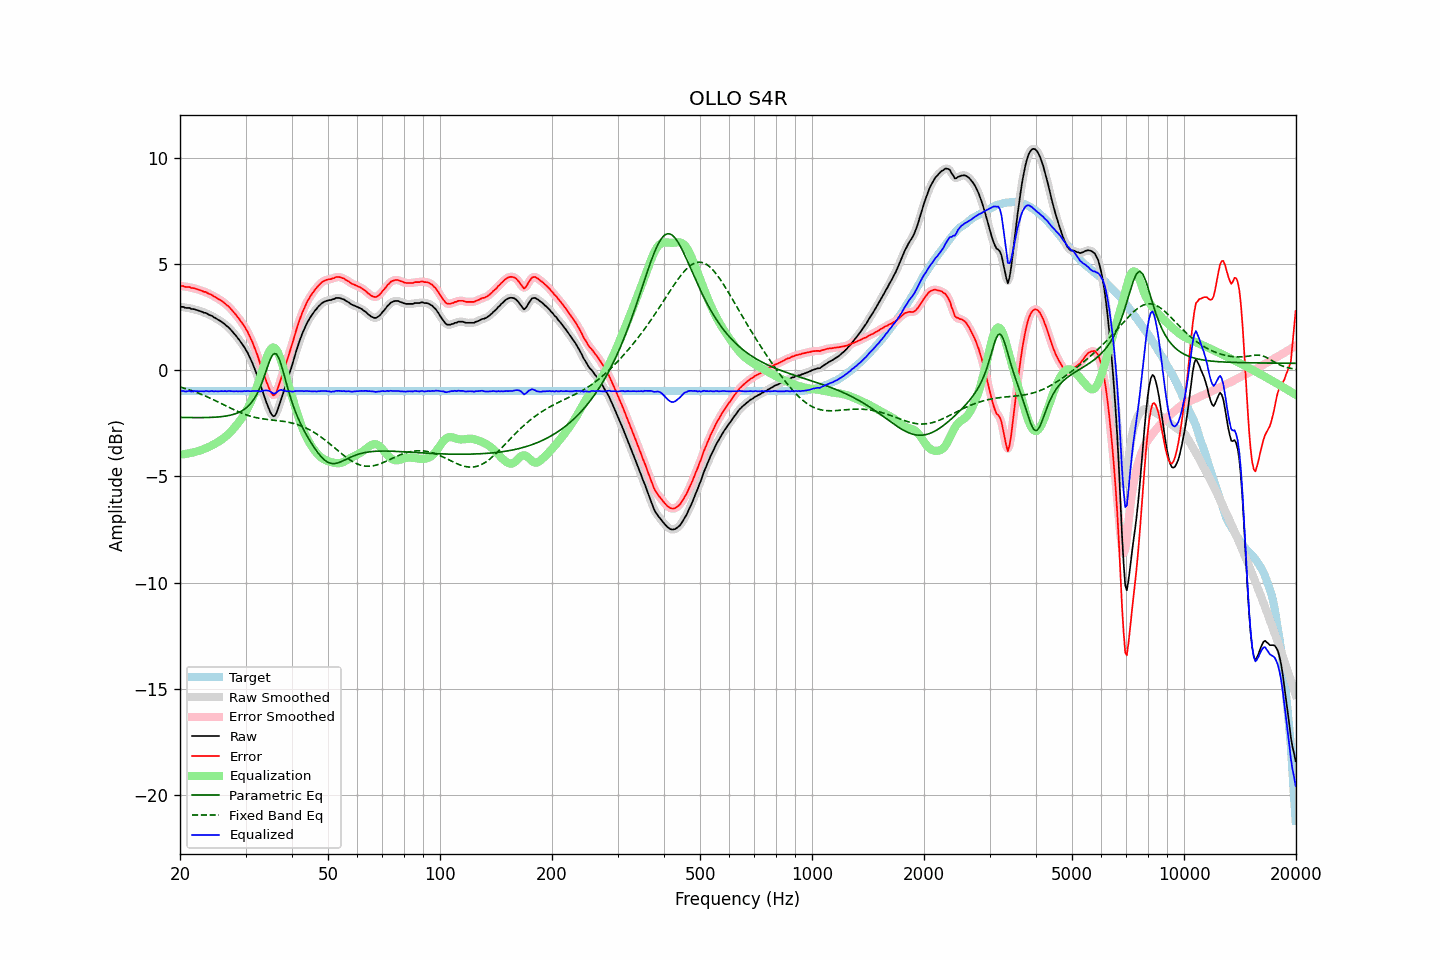 OLLO S4R
10
5
0
−5
−10
−15
−20
Amplitude (dBr)
Target
Raw Smoothed
Error Smoothed
Raw
Error
Equalization
Parametric Eq
Fixed Band Eq
Equalized
20 50 100 200 500 1000 2000 5000 10000 20000
Frequency (Hz)